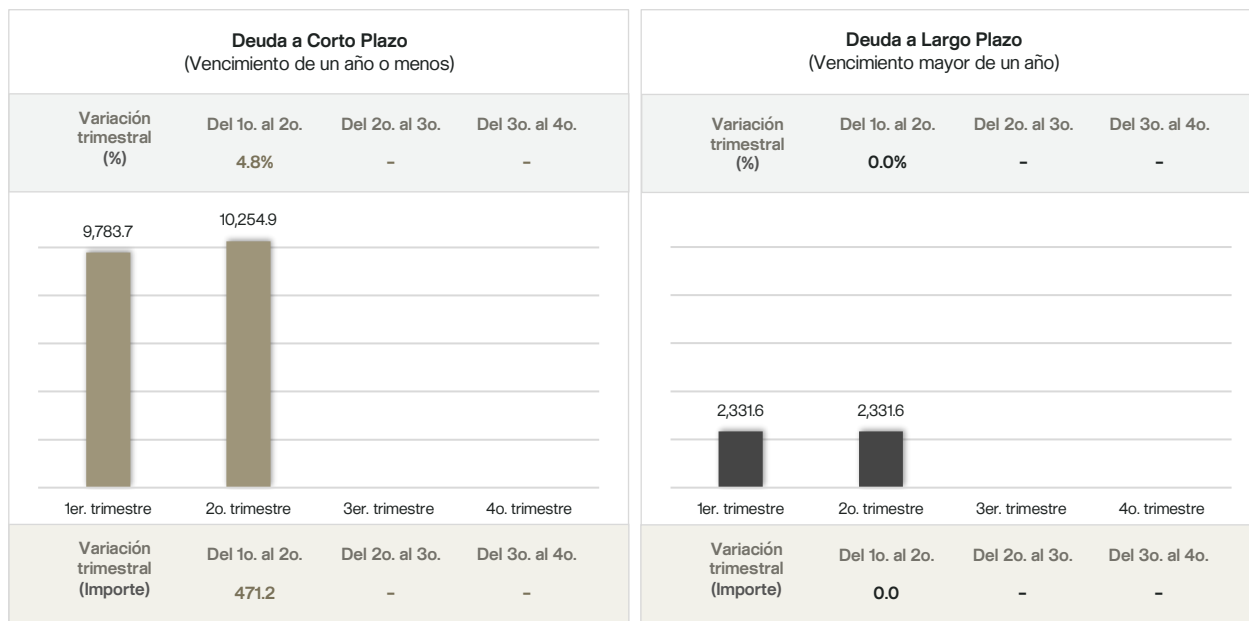 Deuda a Corto Plazo
(Vencimiento de un año o menos)
Variación
trimestral
(%)
Del 1o. al 2o.
Del 2o. al 3o.
Del 3o. al 4o.
4.8%
–
–
9,783.7
10,254.9
1er. trimestre
2o. trimestre
3er. trimestre
4o. trimestre
Variación
trimestral
(Importe)
Del 1o. al 2o.
Del 2o. al 3o.
Del 3o. al 4o.
471.2
–
–
Deuda a Largo Plazo
(Vencimiento mayor de un año)
Variación
trimestral
(%)
Del 1o. al 2o.
Del 2o. al 3o.
Del 3o. al 4o.
0.0%
–
–
2,331.6
2,331.6
1er. trimestre
2o. trimestre
3er. trimestre
4o. trimestre
Variación
trimestral
(Importe)
Del 1o. al 2o.
Del 2o. al 3o.
Del 3o. al 4o.
0.0
–
–